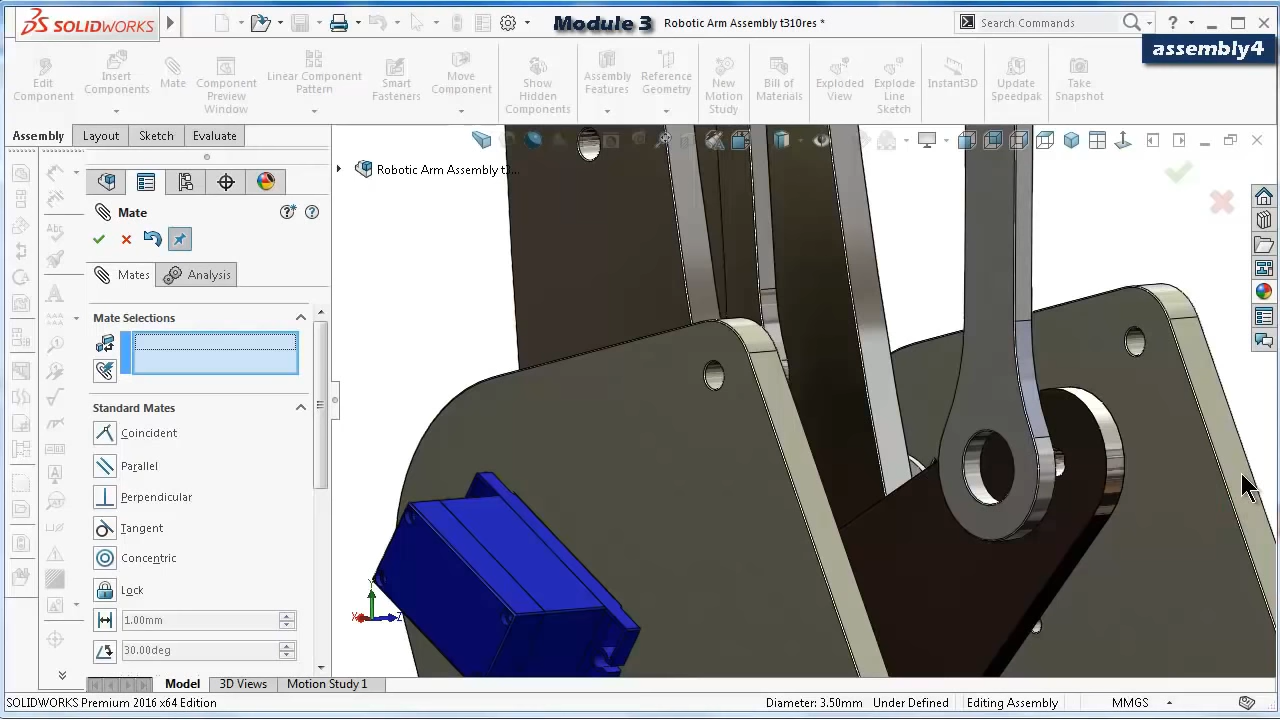 SOLIDWORKS
Module 3
Robotic Arm Assembly t310res *
Search Commands
assembly4
Edit Component
Insert Components
Mate
Component Preview Window
Linear Component Pattern
Smart Fasteners
Move Component
Show Hidden Components
Assembly Features
Reference Geometry
New Motion Study
Bill of Materials
Exploded View
Explode Line Sketch
Instant3D
Update Speedpak
Take Snapshot
Assembly
Layout
Sketch
Evaluate
Robotic Arm Assembly t3...
Mate
Mates
Analysis
Mate Selections
Standard Mates
Coincident
Parallel
Perpendicular
Tangent
Concentric
Lock
1.00mm
30.00deg
Y
X
Z
Model
3D Views
Motion Study 1
SOLIDWORKS Premium 2016 x64 Edition
Diameter: 3.50mm
Under Defined
Editing Assembly
MMGS